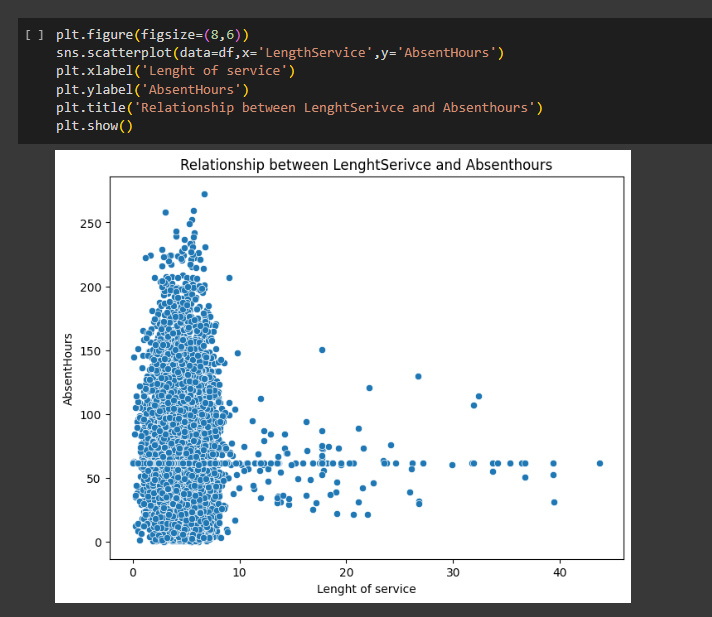 [ ] plt.figure(figsize=(8,6))
sns.scatterplot(data=df,x='LengthService',y='AbsentHours')
plt.xlabel('Lenght of service')
plt.ylabel('AbsentHours')
plt.title('Relationship between LenghtSerivce and Absenthours')
plt.show()
Relationship between LenghtSerivce and Absenthours
250
200
150
100
50
0
AbsentHours
0 10 20 30 40
Lenght of service